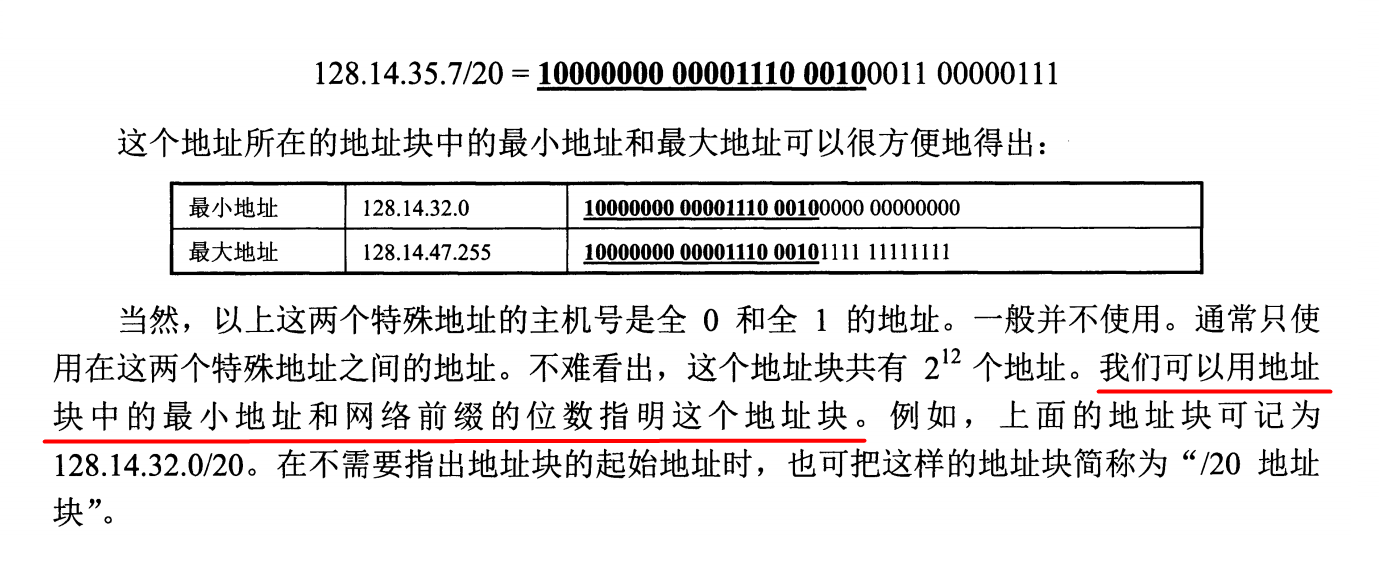 128.14.35.7/20 = 10000000 00001110 00100011 00000111
这个地址所在的地址块中的最小地址和最大地址可以很方便地得出：
最小地址 128.14.32.0 10000000 00001110 00100000 00000000
最大地址 128.14.47.255 10000000 00001110 00101111 11111111
当然，以上这两个特殊地址的主机号是全 0 和全 1 的地址。一般并不使用。通常只使
用在这两个特殊地址之间的地址。不难看出，这个地址块共有 2¹² 个地址。我们可以用地址
块中的最小地址和网络前缀的位数指明这个地址块。例如，上面的地址块可记为
128.14.32.0/20。在不需要指出地址块的起始地址时，也可把这样的地址块简称为“/20 地址
块”。